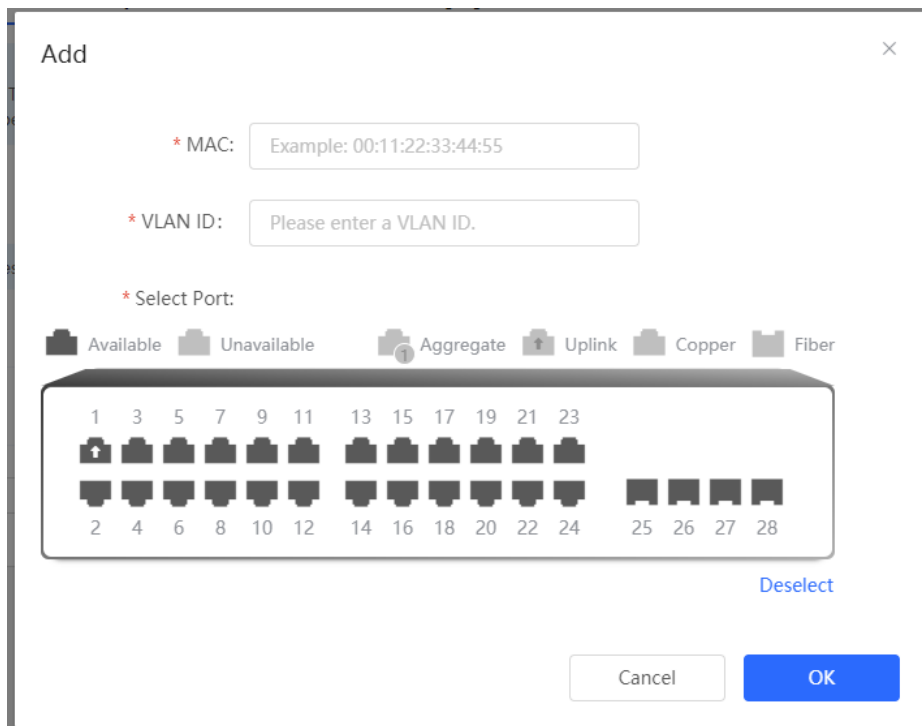 Add
* MAC: Example: 00:11:22:33:44:55
* VLAN ID: Please enter a VLAN ID.
* Select Port:
Available Unavailable 1 Aggregate Uplink Copper Fiber
1 3 5 7 9 11 13 15 17 19 21 23
2 4 6 8 10 12 14 16 18 20 22 24 25 26 27 28
Deselect
Cancel OK